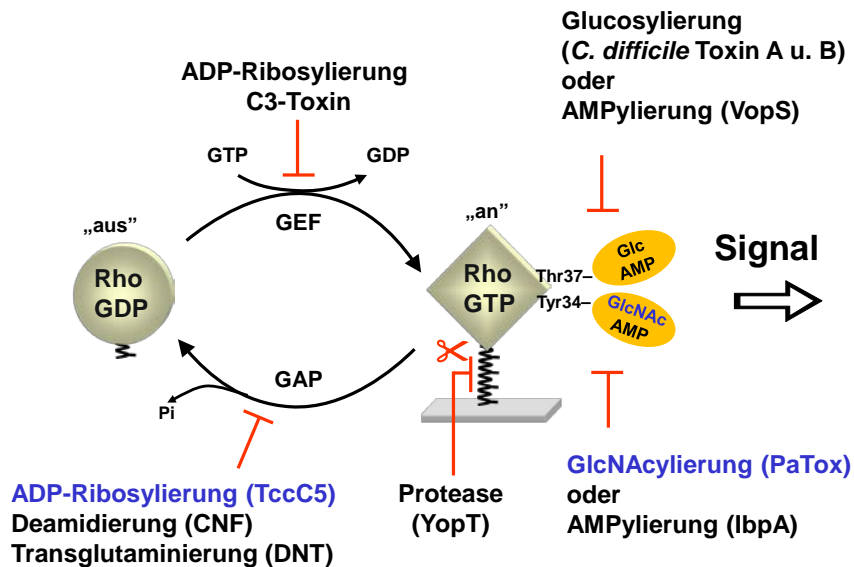 Glucosylierung
(C. difficile Toxin A u. B)
oder
AMPylierung (VopS)
ADP-Ribosylierung
C3-Toxin
GTP
GDP
GEF
„aus”
Rho
GDP
„an”
Rho
GTP
Thr37–
Tyr34–
Glc
AMP
GlcNAc
AMP
Signal
GAP
Pi
ADP-Ribosylierung (TccC5)
Deamidierung (CNF)
Transglutaminierung (DNT)
Protease
(YopT)
GlcNAcylierung (PaTox)
oder
AMPylierung (IbpA)